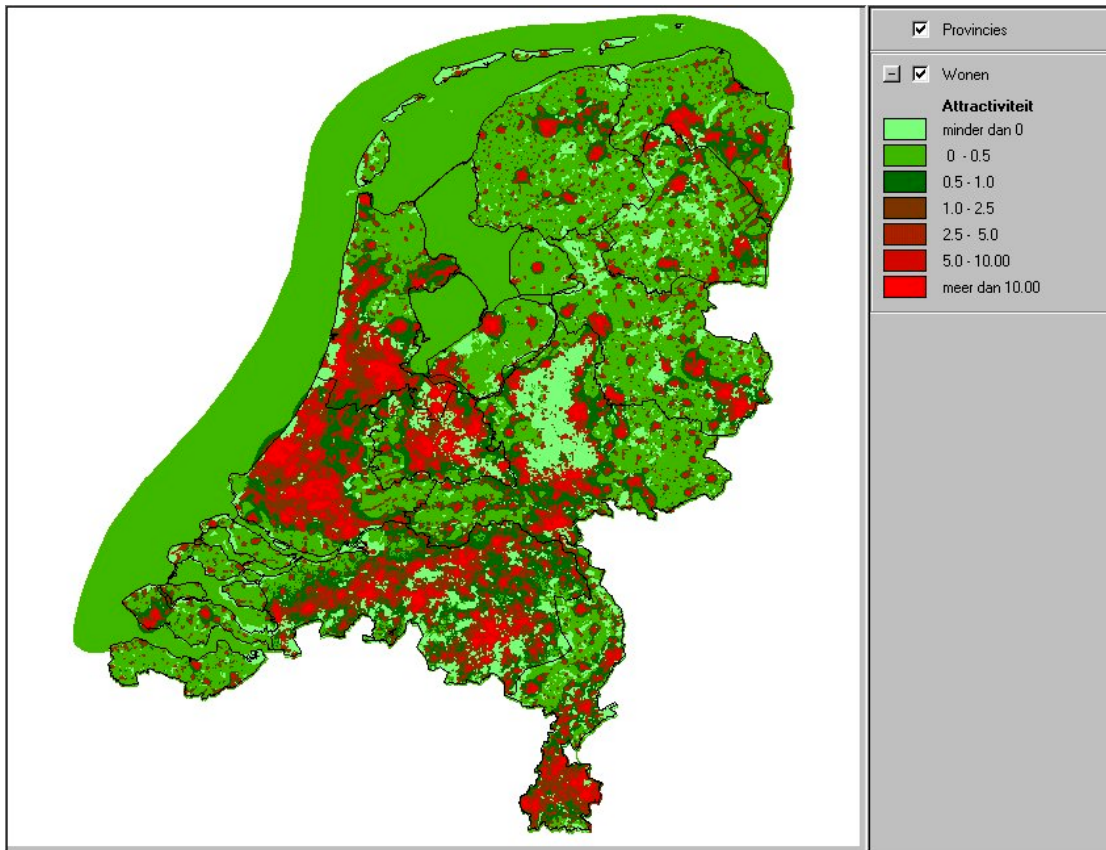 Provincies
Wonen
Attractiviteit
minder dan 0
0 - 0.5
0.5 - 1.0
1.0 - 2.5
2.5 - 5.0
5.0 - 10.00
meer dan 10.00